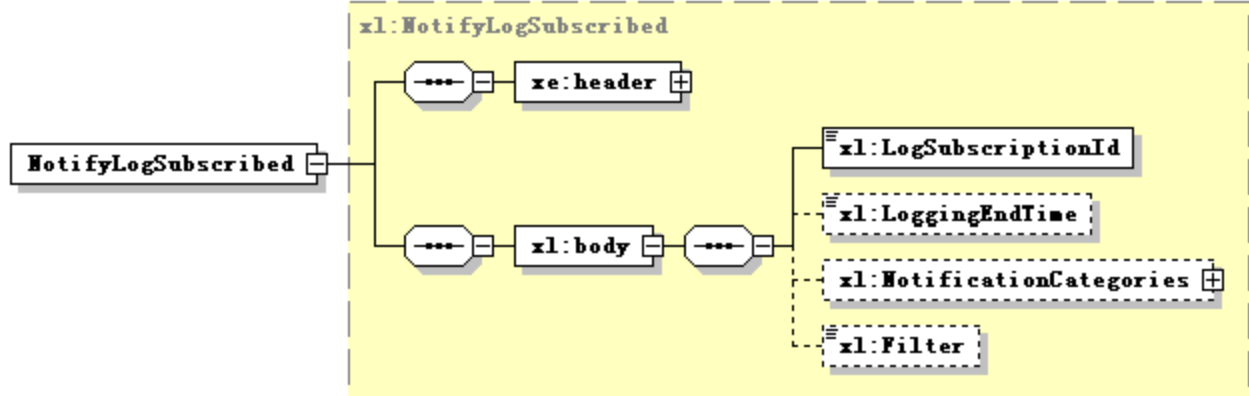 xl:NotifyLogSubscribed
xe:header
NotifyLogSubscribed
xl:LogSubscriptionId
xl:LoggingEndTime
xl:body
xl:NotificationCategories
xl:Filter